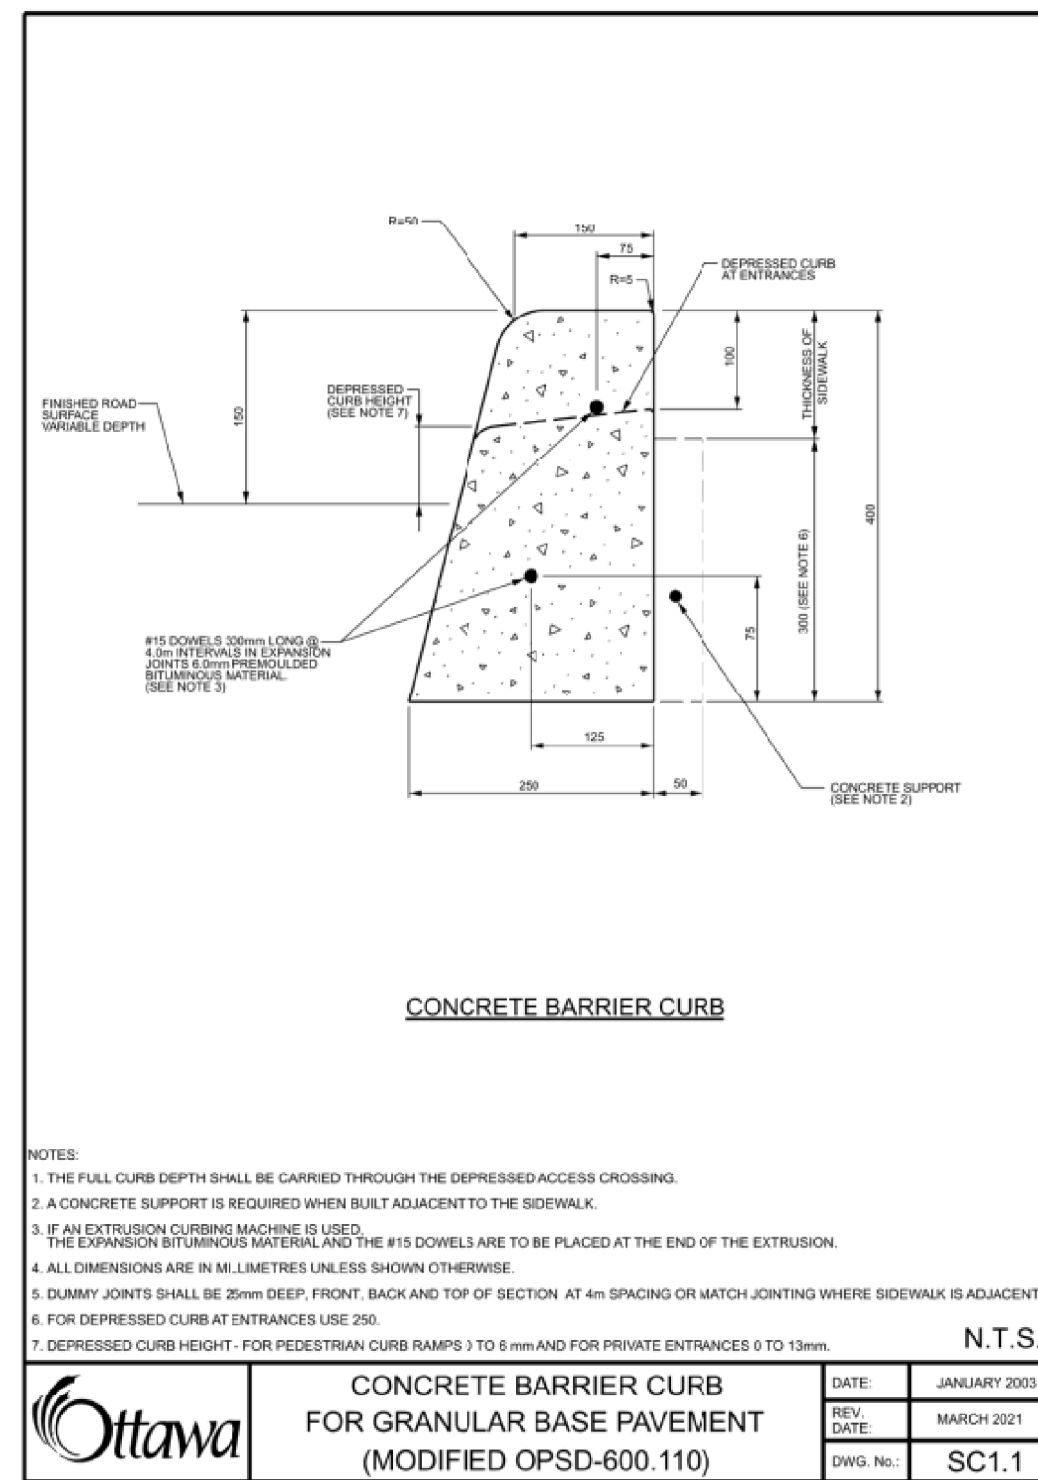 R=50
150
75
DEPRESSED CURB
AT ENTRANCES
R=5
100
THICKNESS OF
SIDEWALK
DEPRESSED
CURB HEIGHT
(SEE NOTE 7)
150
FINISHED ROAD
SURFACE
VARIABLE DEPTH
400
300 (SEE NOTE 6)
75
#15 DOWELS 300mm LONG @
4.0m INTERVALS IN EXPANSION
JOINTS 6.0mm PREMOULDED
BITUMINOUS MATERIAL.
(SEE NOTE 3)
125
250
50
CONCRETE SUPPORT
(SEE NOTE 2)
CONCRETE BARRIER CURB
NOTES:
1. THE FULL CURB DEPTH SHALL BE CARRIED THROUGH THE DEPRESSED ACCESS CROSSING.
2. A CONCRETE SUPPORT IS REQUIRED WHEN BUILT ADJACENT TO THE SIDEWALK.
3. IF AN EXTRUSION CURBING MACHINE IS USED,
THE EXPANSION BITUMINOUS MATERIAL AND THE #15 DOWELS ARE TO BE PLACED AT THE END OF THE EXTRUSION.
4. ALL DIMENSIONS ARE IN MILLIMETRES UNLESS SHOWN OTHERWISE.
5. DUMMY JOINTS SHALL BE 25mm DEEP, FRONT, BACK AND TOP OF SECTION AT 4m SPACING OR MATCH JOINTING WHERE SIDEWALK IS ADJACENT
6. FOR DEPRESSED CURB AT ENTRANCES USE 250.
7. DEPRESSED CURB HEIGHT - FOR PEDESTRIAN CURB RAMPS 0 TO 6 mm AND FOR PRIVATE ENTRANCES 0 TO 13mm.
N.T.S.
Ottawa
CONCRETE BARRIER CURB
FOR GRANULAR BASE PAVEMENT
(MODIFIED OPSD-600.110)
DATE: JANUARY 2003
REV.
DATE: MARCH 2021
DWG. No.: SC1.1